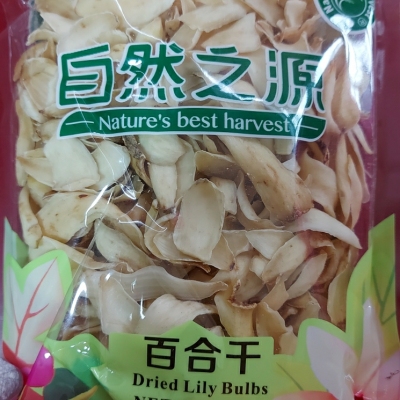 自然之源
Nature's best harvest
百合干
Dried Lily Bulbs